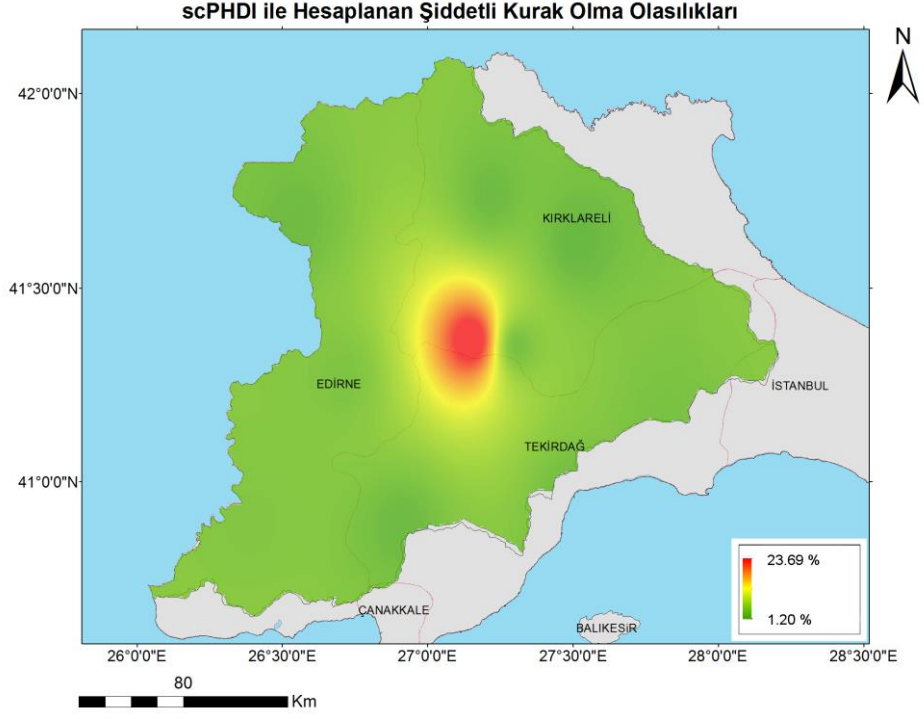 scPHDI ile Hesaplanan Şiddetli Kurak Olma Olasılıkları
N
42°0'0"N
KIRKLARELİ
41°30'0"N
EDİRNE
İSTANBUL
TEKİRDAĞ
41°0'0"N
23.69 %
1.20 %
ÇANAKKALE
BALIKESİR
26°0'0"E 26°30'0"E 27°0'0"E 27°30'0"E 28°0'0"E 28°30'0"E
80
Km